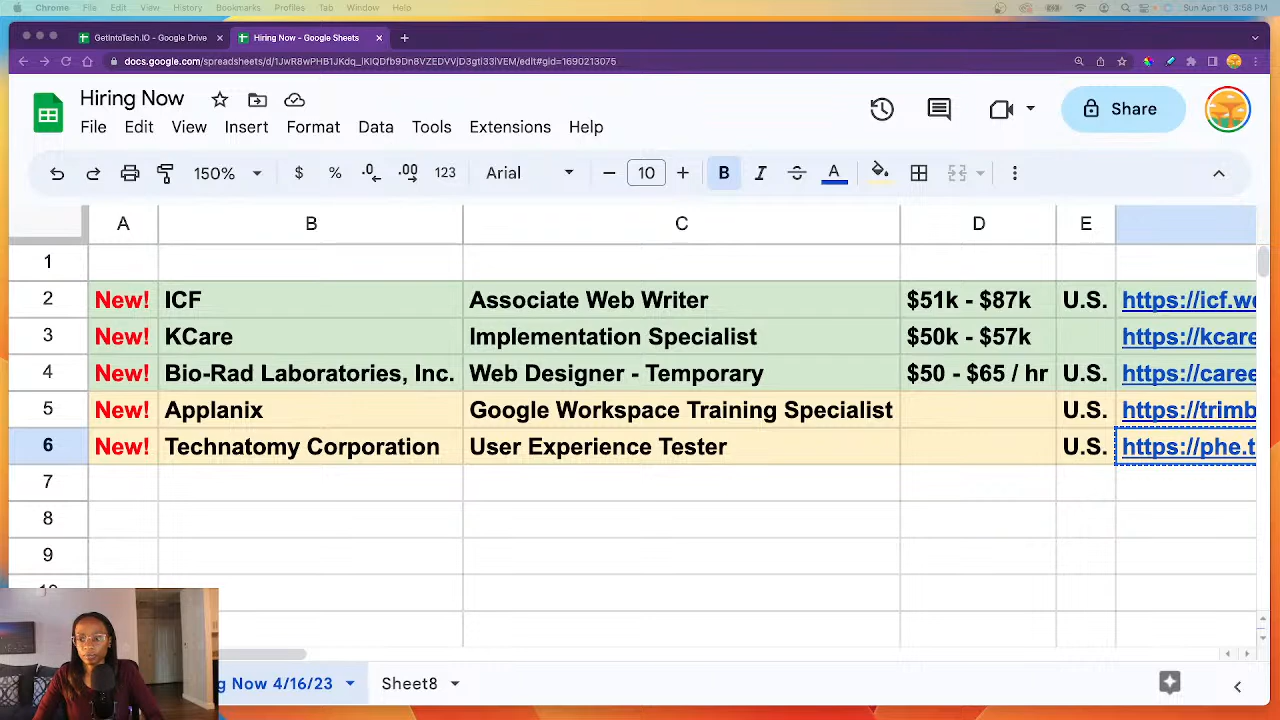 Chrome File Edit View History Bookmarks Profiles Tab Window Help Sun Apr 16 3:58 PM
GetIntoTech.IO - Google Drive Hiring Now - Google Sheets
Hiring Now
File Edit View Insert Format Data Tools Extensions Help
Share
150% $ % .0 .00 123 Arial 10 B I A
A B C D E
1
2 New! ICF Associate Web Writer $51k - $87k U.S. https://icf.w
3 New! KCare Implementation Specialist $50k - $57k https://kcare
4 New! Bio-Rad Laboratories, Inc. Web Designer - Temporary $50 - $65 / hr U.S. https://caree
5 New! Applanix Google Workspace Training Specialist U.S. https://trimb
6 New! Technatomy Corporation User Experience Tester U.S. https://phe.t
7
8
9
g Now 4/16/23 Sheet8